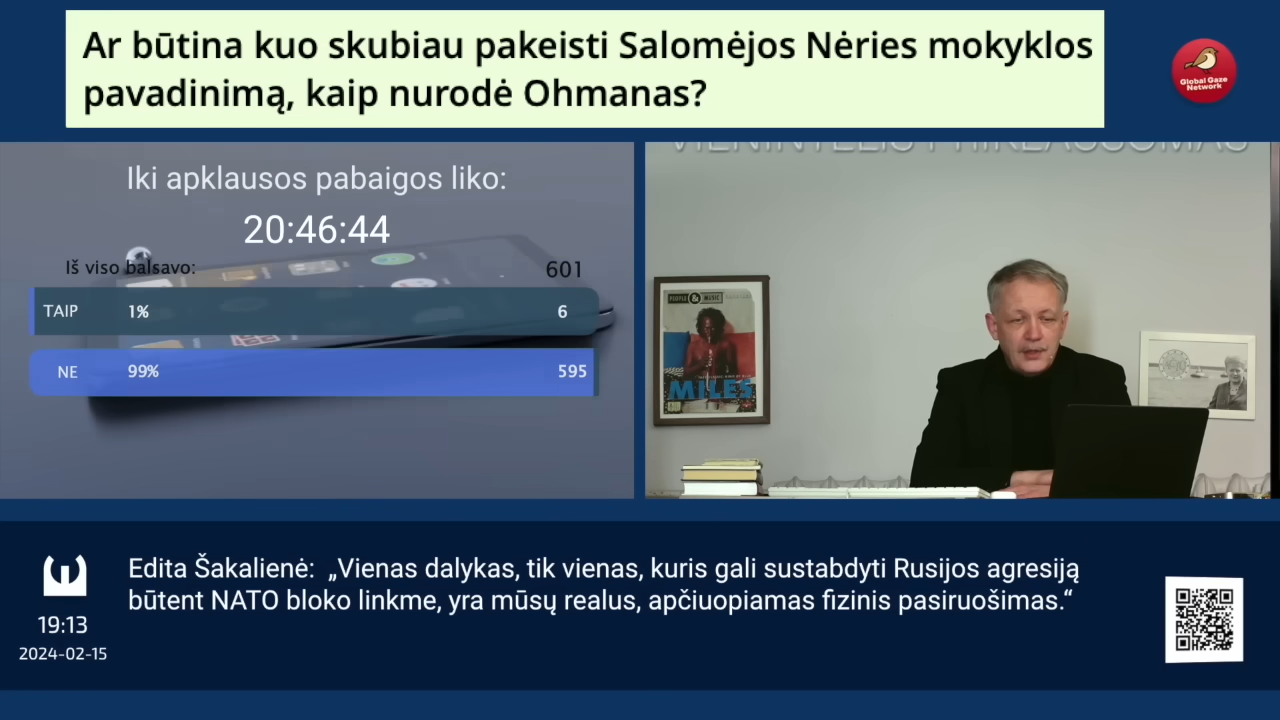 Ar būtina kuo skubiau pakeisti Salomėjos Nėries mokyklos
pavadinimą, kaip nurodė Ohmanas?
Global Gaze
Network
Iki apklausos pabaigos liko:
20:46:44
Iš viso balsavo: 601
TAIP 1% 6
NE 99% 595
PEOPLE & MUSIC
MILES
Edita Šakalienė: „Vienas dalykas, tik vienas, kuris gali sustabdyti Rusijos agresiją
būtent NATO bloko linkme, yra mūsų realus, apčiuopiamas fizinis pasiruošimas.“
19:13
2024-02-15